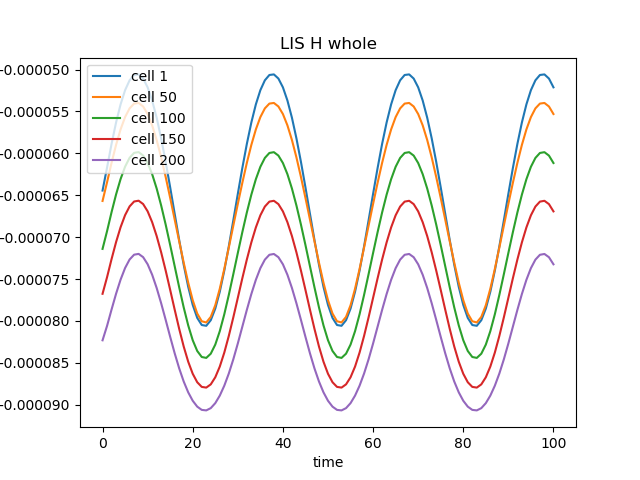 LIS H whole
-0.000050
-0.000055
-0.000060
-0.000065
-0.000070
-0.000075
-0.000080
-0.000085
-0.000090
cell 1
cell 50
cell 100
cell 150
cell 200
0
20
40
60
80
100
time